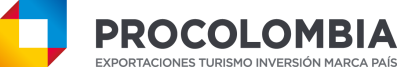 PROCOLOMBIA
EXPORTACIONES TURISMO INVERSIÓN MARCA PAÍS